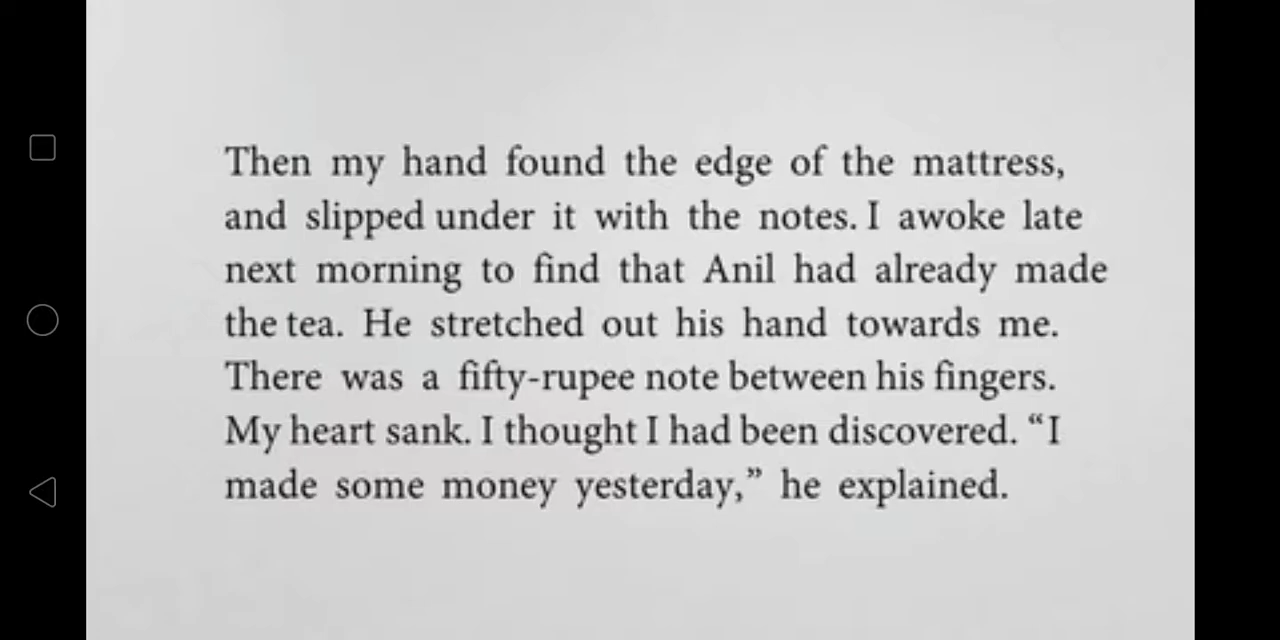 Then my hand found the edge of the mattress,
and slipped under it with the notes. I awoke late
next morning to find that Anil had already made
the tea. He stretched out his hand towards me.
There was a fifty-rupee note between his fingers.
My heart sank. I thought I had been discovered. “I
made some money yesterday,” he explained.